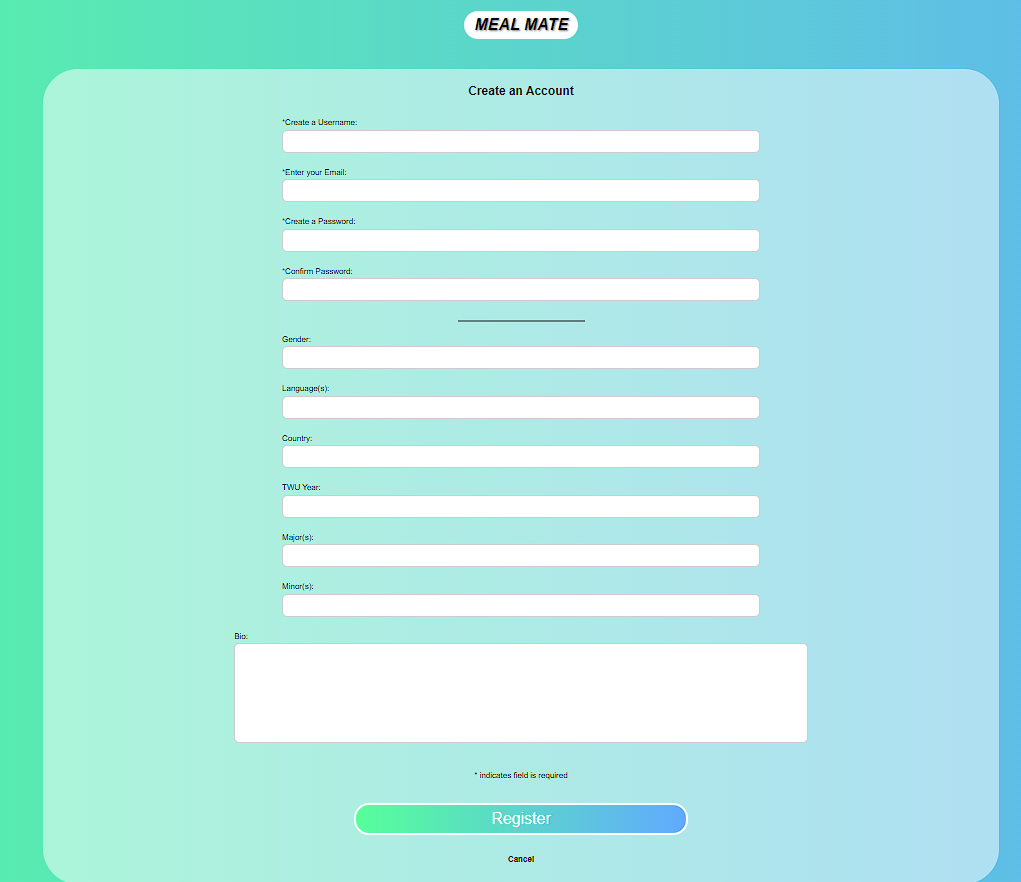 MEAL MATE
Create an Account
*Create a Username:
*Enter your Email:
*Create a Password:
*Confirm Password:
Gender:
Language(s):
Country:
TWU Year:
Major(s):
Minor(s):
Bio:
* indicates field is required
Register
Cancel